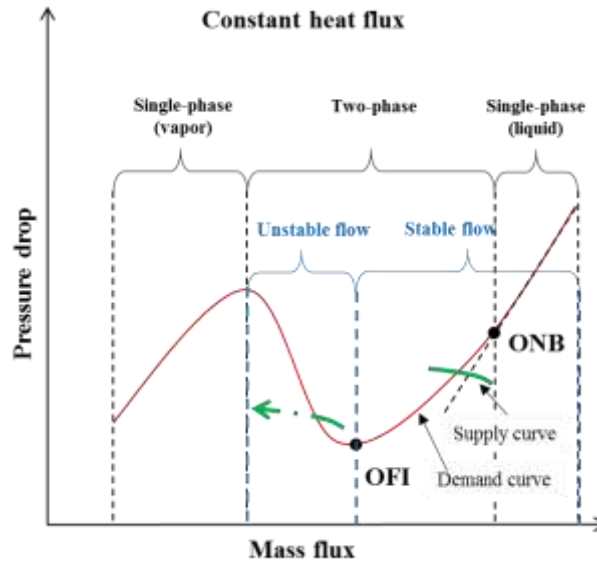 Constant heat flux
Single-phase
(vapor)
Two-phase
Single-phase
(liquid)
Unstable flow
Stable flow
Pressure drop
ONB
Supply curve
OFI
Demand curve
Mass flux